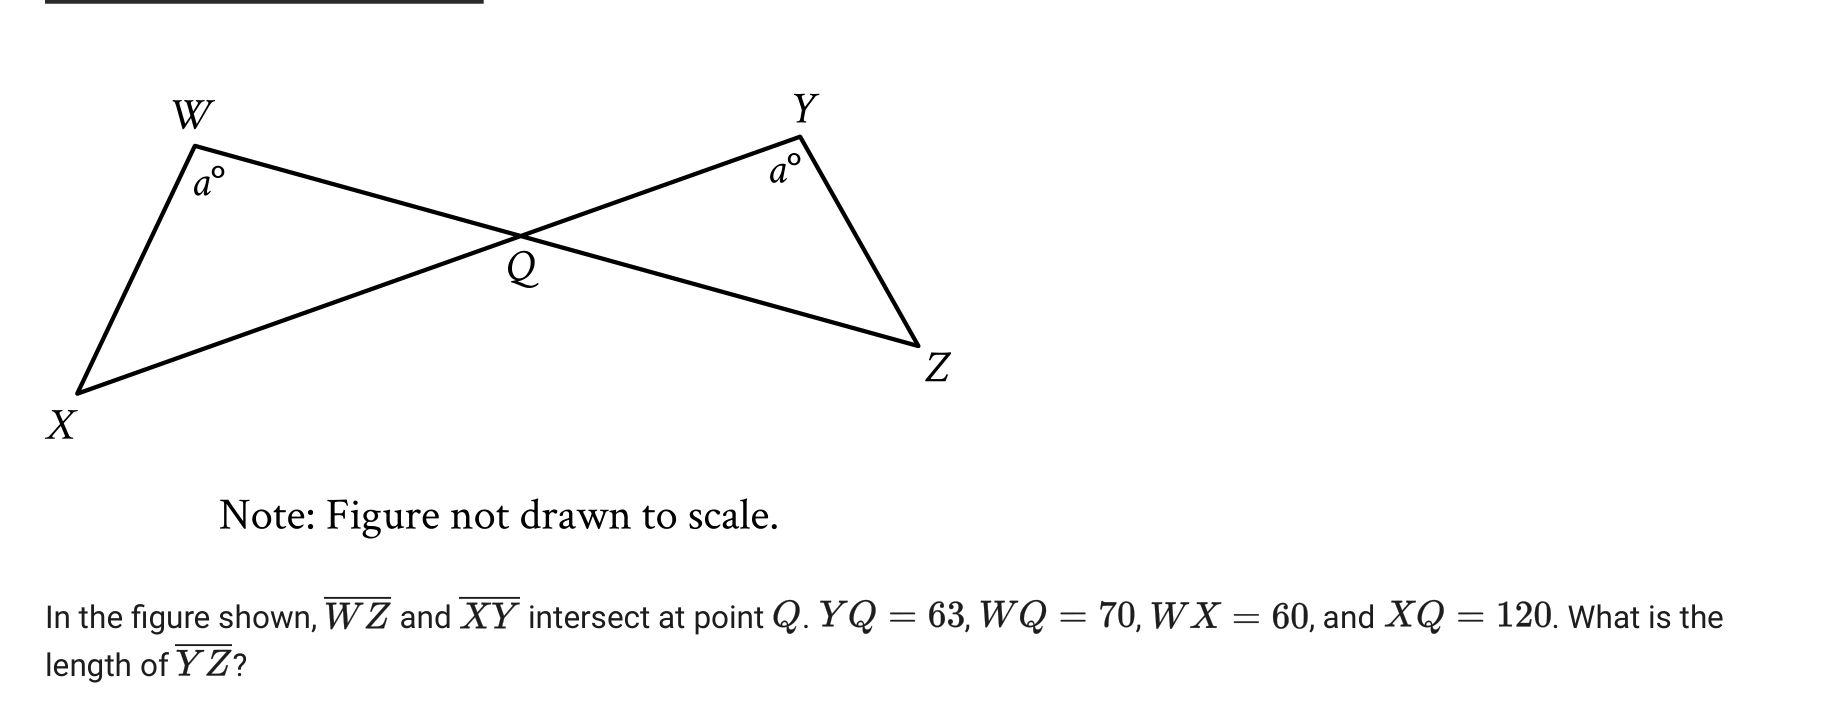 W
Y
a°
a°
Q
Z
X
Note: Figure not drawn to scale.
In the figure shown, $\overline{WZ}$ and $\overline{XY}$ intersect at point $Q$. $YQ = 63$, $WQ = 70$, $WX = 60$, and $XQ = 120$. What is the
length of $\overline{YZ}$?